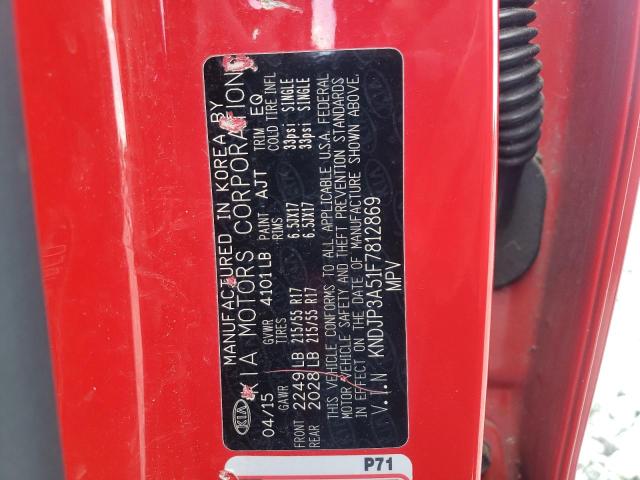 MANUFACTURED IN KOREA BY
KIA MOTORS CORPORATION
KIA 04/15 GVWR 4101LB PAINT AJT TRIM EQ
GAWR TIRES RIMS COLD TIRE INFL
FRONT 2249LB 215/55 R17 6.5JX17 33psi SINGLE
REAR 2028LB 215/55 R17 6.5JX17 33psi SINGLE
THIS VEHICLE CONFORMS TO ALL APPLICABLE U.S.A. FEDERAL
MOTOR VEHICLE SAFETY AND THEFT PREVENTION STANDARDS
IN EFFECT ON THE DATE OF MANUFACTURE SHOWN ABOVE.
V.I.N KNDJP3A51F7812869
MPV
P71